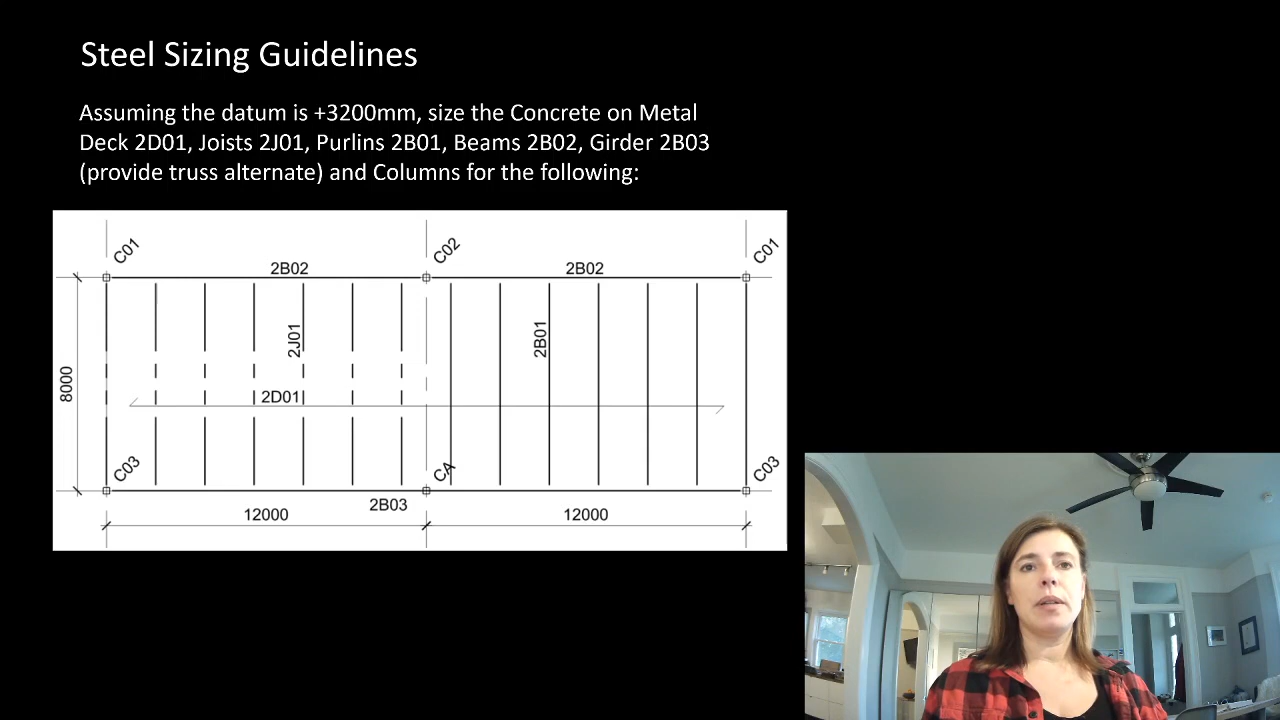 Steel Sizing Guidelines
Assuming the datum is +3200mm, size the Concrete on Metal
Deck 2D01, Joists 2J01, Purlins 2B01, Beams 2B02, Girder 2B03
(provide truss alternate) and Columns for the following:
C01
C02
C01
2B02
2B02
2J01
2B01
8000
2D01
C03
CA
C03
2B03
12000
12000